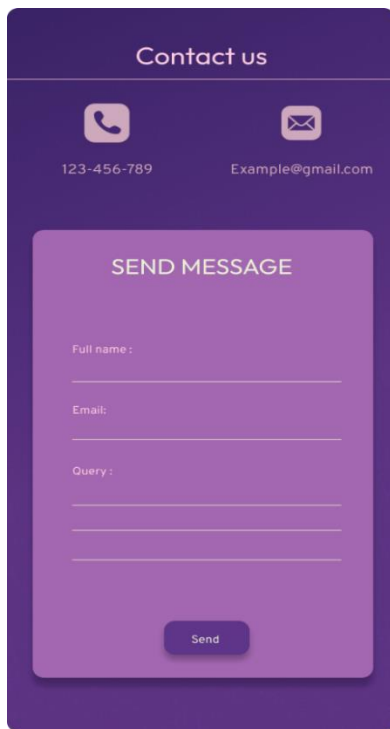 Contact us
123-456-789
Example@gmail.com
SEND MESSAGE
Full name :
Email:
Query :
Send